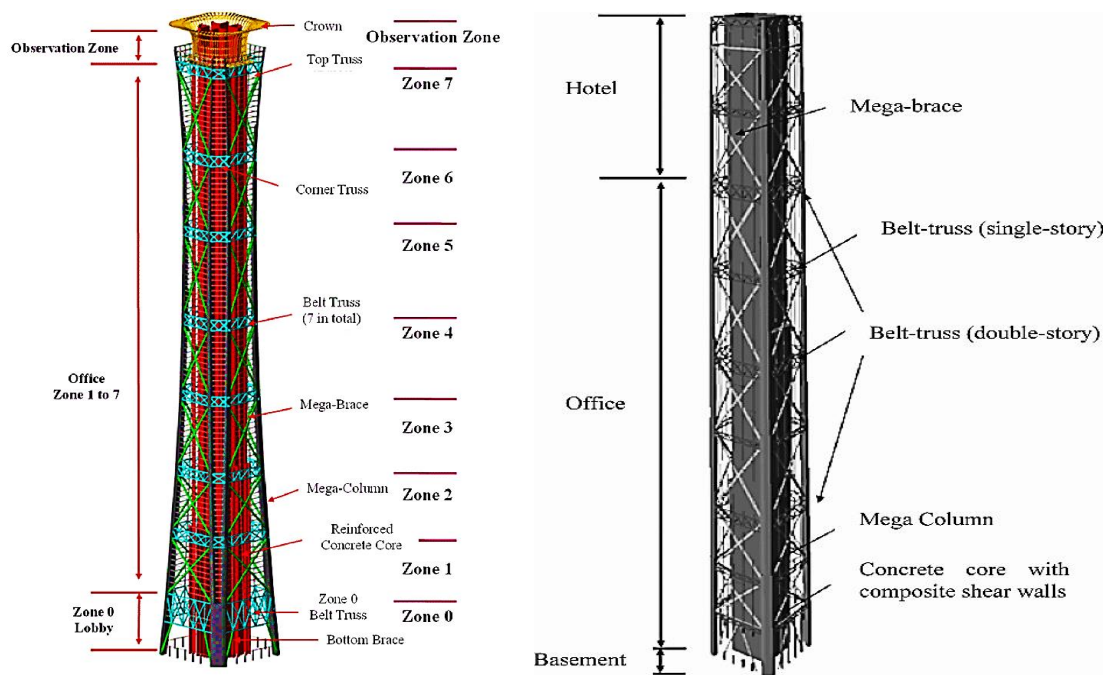 Observation Zone
Office
Zone 1 to 7
Zone 0
Lobby
Crown
Top Truss
Corner Truss
Belt Truss
(7 in total)
Mega-Brace
Mega-Column
Reinforced
Concrete Core
Zone 0
Belt Truss
Bottom Brace
Observation Zone
Zone 7
Zone 6
Zone 5
Zone 4
Zone 3
Zone 2
Zone 1
Zone 0
Hotel
Office
Basement
Mega-brace
Belt-truss (single-story)
Belt-truss (double-story)
Mega Column
Concrete core with
composite shear walls